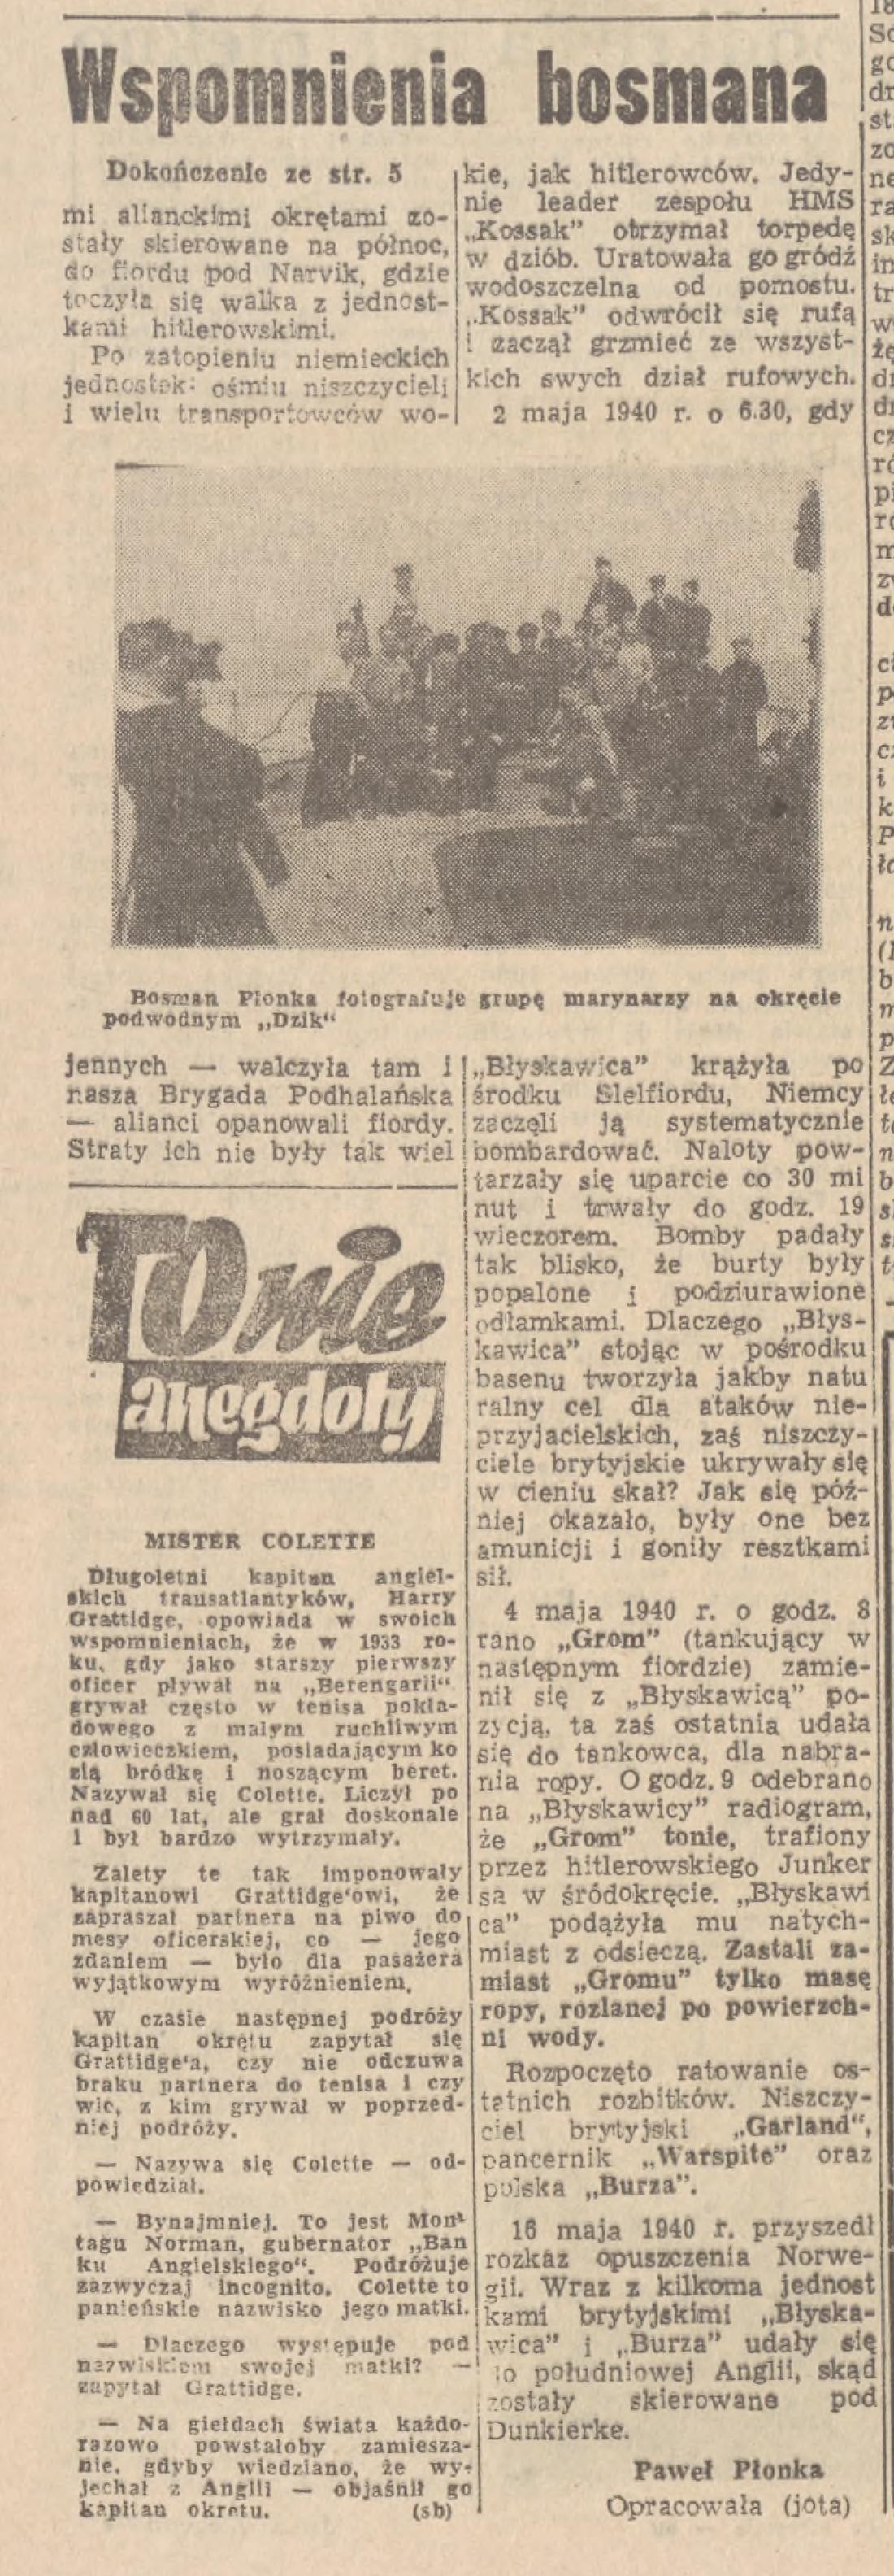 Wspomnienia bosmana
Dokończenie ze str. 5
mi alianckimi okrętami zo-
stały skierowane na północ,
do fiordu pod Narvik, gdzie
toczyła się walka z jednost-
kami hitlerowskimi.
Po zatopieniu niemieckich
jednostek: ośmiu niszczycieli
i wielu transportowców wo-
jennych — walczyła tam i
nasza Brygada Podhalańska
— alianci opanowali fiordy.
Straty ich nie były tak wiel
kie, jak hitlerowców. Jedy-
nie leader zespołu HMS
„Kossak” otrzymał torpedę
w dziób. Uratowała go gródź
wodoszczelna od pomostu.
„Kossak” odwrócił się rufą
i zaczął grzmieć ze wszyst-
kich swych dział rufowych.
2 maja 1940 r. o 6.30, gdy
„Błyskawica” krążyła po
środku Slelfiordu, Niemcy
zaczęli ją systematycznie
bombardować. Naloty pow-
tarzały się uparcie co 30 mi
nut i trwały do godz. 19
wieczorem. Bomby padały
tak blisko, że burty były
popalone i podziurawione
odłamkami. Dlaczego „Błys-
kawica” stojąc w pośrodku
basenu tworzyła jakby natu
ralny cel dla ataków nie-
przyjacielskich, zaś niszczy-
ciele brytyjskie ukrywały się
w cieniu skał? Jak się póź-
niej okazało, były one bez
amunicji i goniły resztkami
sił.
4 maja 1940 r. o godz. 8
rano „Grom” (tankujący w
następnym fiordzie) zamie-
nił się z „Błyskawicą” po-
zycją, ta zaś ostatnia udała
się do tankowca, dla nabra-
nia ropy. O godz. 9 odebrano
na „Błyskawicy” radiogram,
że „Grom” tonie, trafiony
przez hitlerowskiego Junker
sa w śródokręcie. „Błyskawi
ca” podążyła mu natych-
miast z odsieczą. Zastali za-
miast „Gromu” tylko masę
ropy, rozlanej po powierzch-
ni wody.
Rozpoczęto ratowanie os-
tatnich rozbitków. Niszczy-
ciel brytyjski „Garland”,
pancernik „Warspite” oraz
polska „Burza”.
16 maja 1940 r. przyszedł
rozkaz opuszczenia Norwe-
gii. Wraz z kilkoma jednost
kami brytyjskimi „Błyska-
wica” i „Burza” udały się
do południowej Anglii, skąd
zostały skierowane pod
Dunkierke.
Paweł Płonka
Opracowała (jota)
Bosman Płonka fotografuje grupę marynarzy na okręcie
podwodnym „Dzik“
TO nie
anegdoty
MISTER COLETTE
Długoletni kapitan angiel-
skich transatlantyków, Harry
Grattidge, opowiada w swoich
wspomnieniach, że w 1933 ro-
ku, gdy jako starszy pierwszy
oficer pływał na „Berengarii“
grywał często w tenisa pokła-
dowego z małym ruchliwym
człowieczkiem, posiadającym ko
zlą bródkę i noszącym beret.
Nazywał się Colette. Liczył po
nad 60 lat, ale grał doskonale
i był bardzo wytrzymały.
Zalety te tak imponowały
kapitanowi Grattidge‘owi, że
zapraszał partnera na piwo do
mesy oficerskiej, co — jego
zdaniem — było dla pasażera
wyjątkowym wyróżnieniem.
W czasie następnej podróży
kapitan okrętu zapytał się
Grattidge‘a, czy nie odczuwa
braku partnera do tenisa i czy
wie, z kim grywał w poprzed-
niej podróży.
— Nazywa się Colette — od-
powiedział.
— Bynajmniej. To jest Mon
tagu Norman, gubernator „Ban
ku Angielskiego“. Podróżuje
zazwyczaj incognito. Colette to
panieńskie nazwisko jego matki.
— Dlaczego występuje pod
nazwiskiem swojej matki? —
zapytał Grattidge.
— Na giełdach świata każdo-
razowo powstałoby zamiesza-
nie, gdyby wiedziano, że wy-
jechał z Anglii — objaśnił go
kapitan okrętu. (sb)